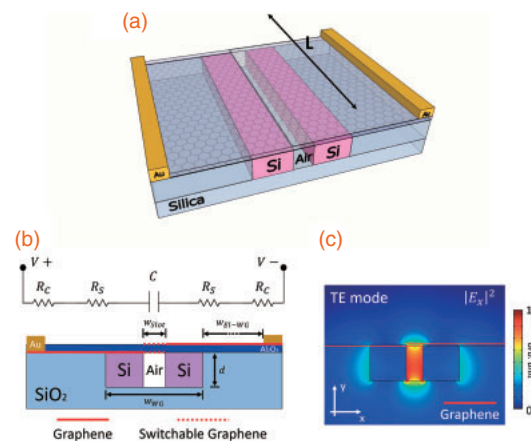 (a)
L
Au
Si
Air
Si
Au
Silica
(b)
V +
V −
R_C
R_S
C
R_S
R_C
w_Slot
w_Si−WG
Au
Al₂O₃
Si
Air
Si
d
SiO₂
w_WG
Graphene
Switchable Graphene
(c)
TE mode
|E_x|²
1
0
y
x
Graphene